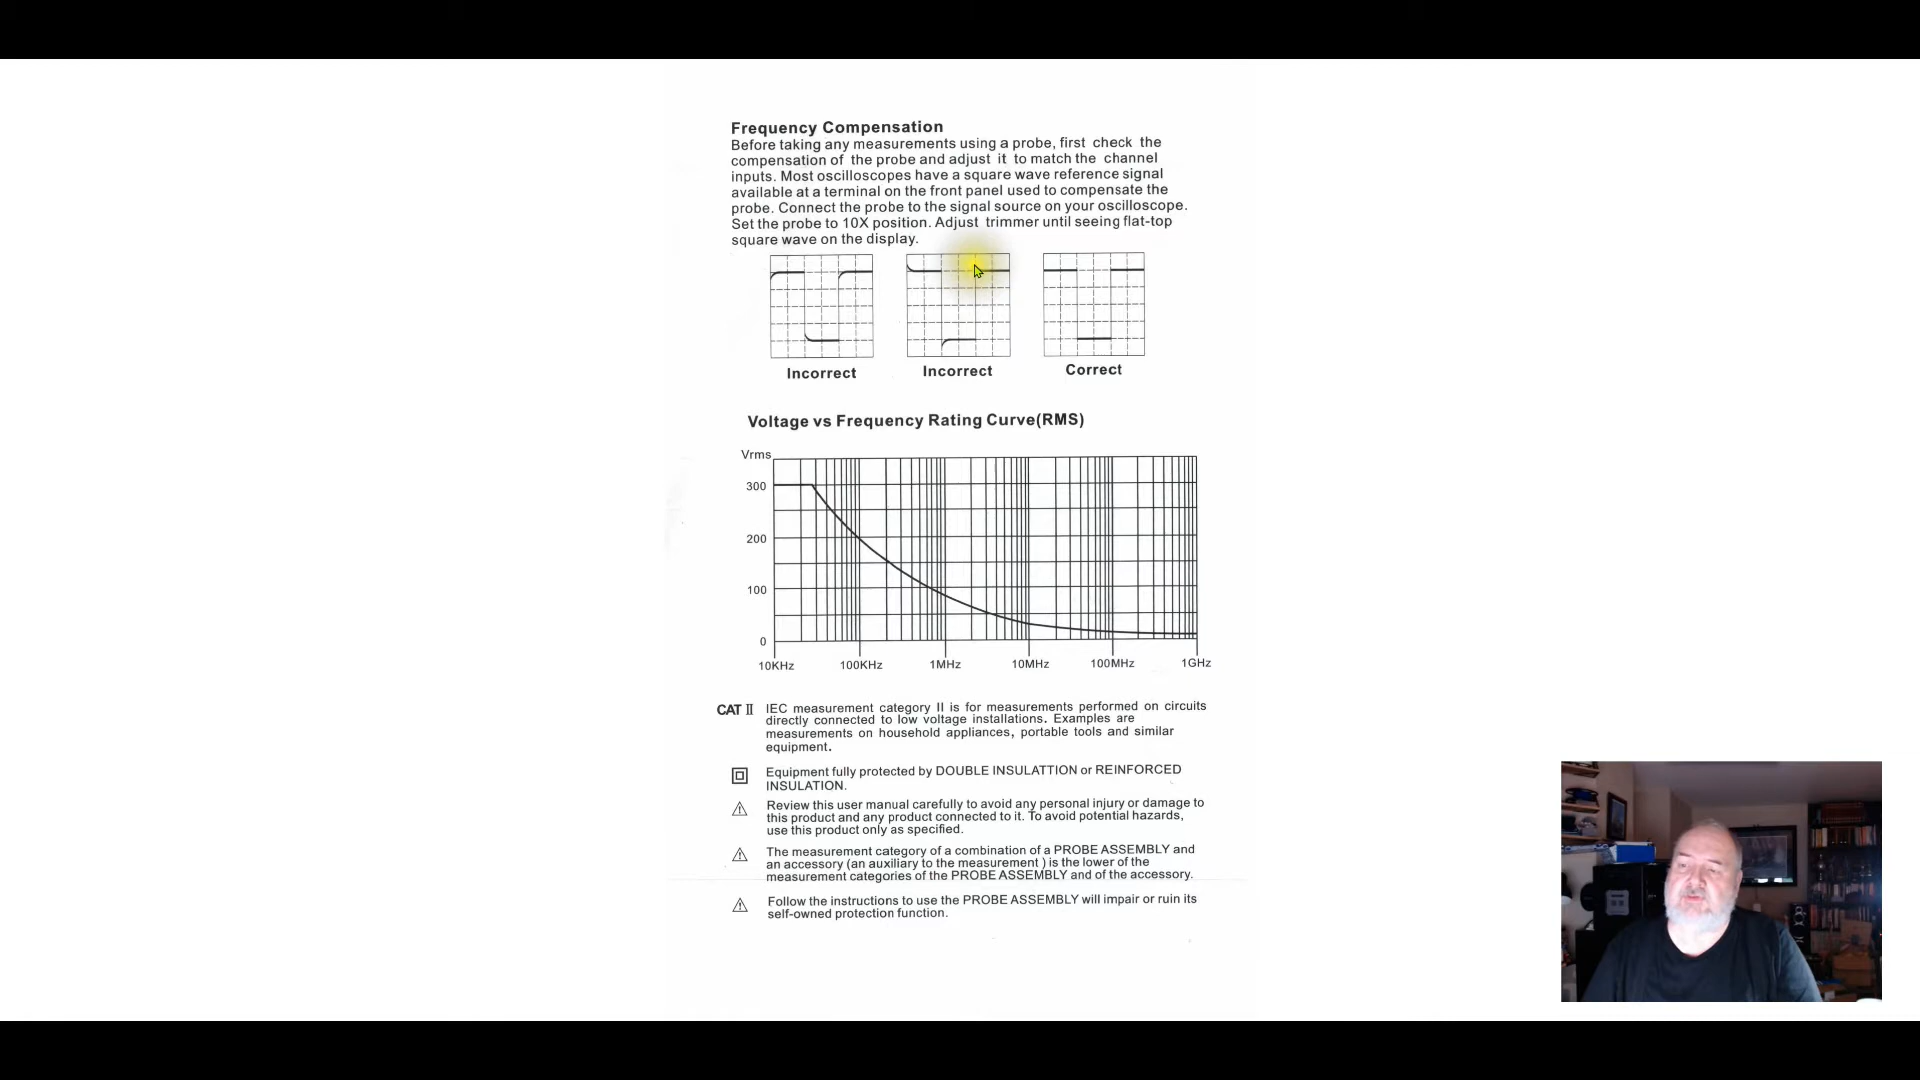 Frequency Compensation
Before taking any measurements using a probe, first check the
compensation of the probe and adjust it to match the channel
inputs. Most oscilloscopes have a square wave reference signal
available at a terminal on the front panel used to compensate the
probe. Connect the probe to the signal source on your oscilloscope.
Set the probe to 10X position. Adjust trimmer until seeing flat-top
square wave on the display.
Incorrect Incorrect Correct
Voltage vs Frequency Rating Curve(RMS)
Vrms
300
200
100
0
10KHz 100KHz 1MHz 10MHz 100MHz 1GHz
CAT II IEC measurement category II is for measurements performed on circuits
directly connected to low voltage installations. Examples are
measurements on household appliances, portable tools and similar
equipment.
Equipment fully protected by DOUBLE INSULATTION or REINFORCED
INSULATION.
Review this user manual carefully to avoid any personal injury or damage to
this product and any product connected to it. To avoid potential hazards,
use this product only as specified.
The measurement category of a combination of a PROBE ASSEMBLY and
an accessory (an auxiliary to the measurement ) is the lower of the
measurement categories of the PROBE ASSEMBLY and of the accessory.
Follow the instructions to use the PROBE ASSEMBLY will impair or ruin its
self-owned protection function.